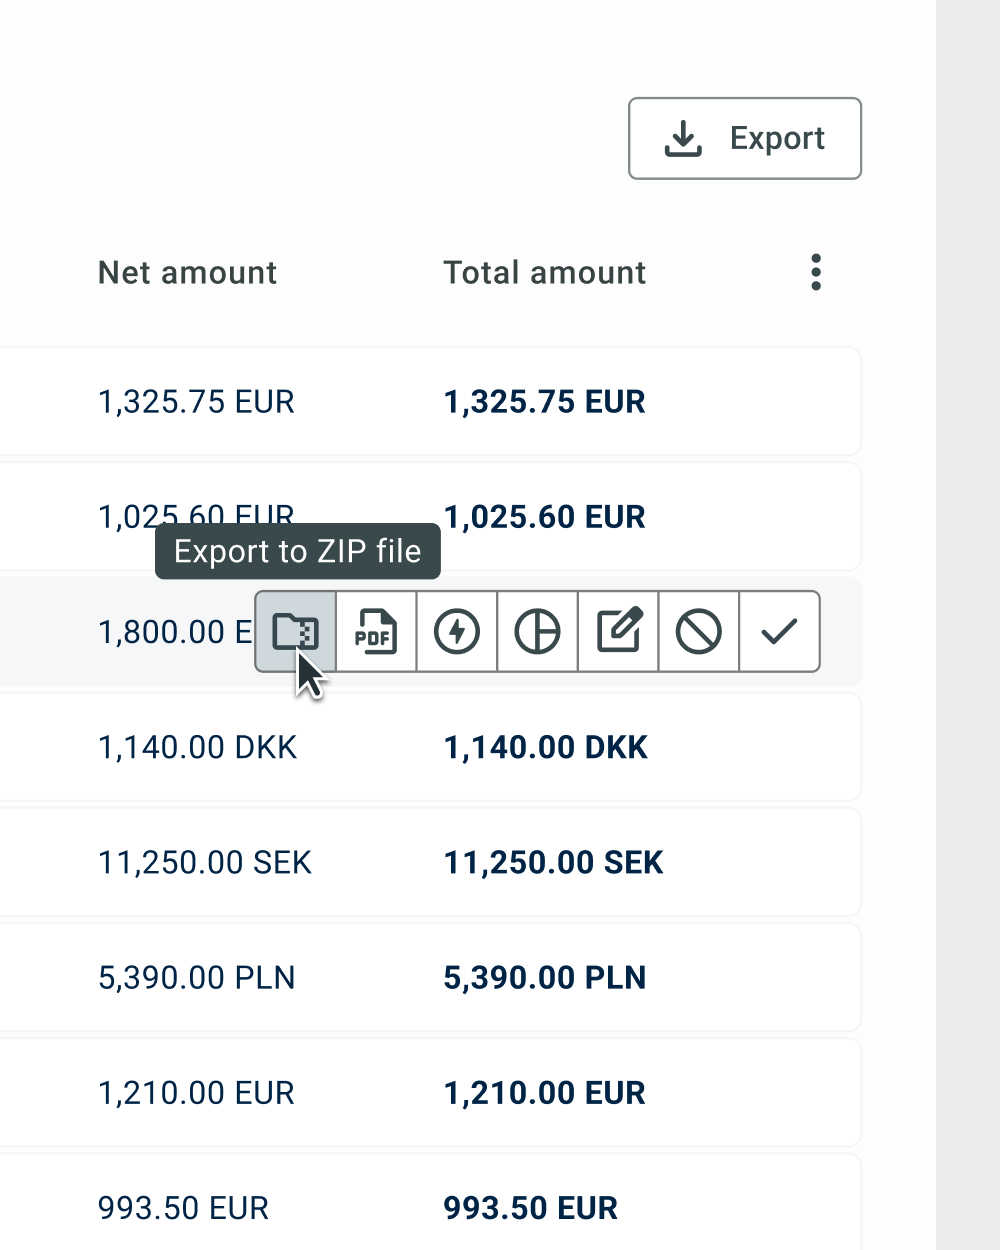 Export
Net amount Total amount
1,325.75 EUR 1,325.75 EUR
1,025.60 EUR 1,025.60 EUR
Export to ZIP file
1,800.00 E
PDF
1,140.00 DKK 1,140.00 DKK
11,250.00 SEK 11,250.00 SEK
5,390.00 PLN 5,390.00 PLN
1,210.00 EUR 1,210.00 EUR
993.50 EUR 993.50 EUR